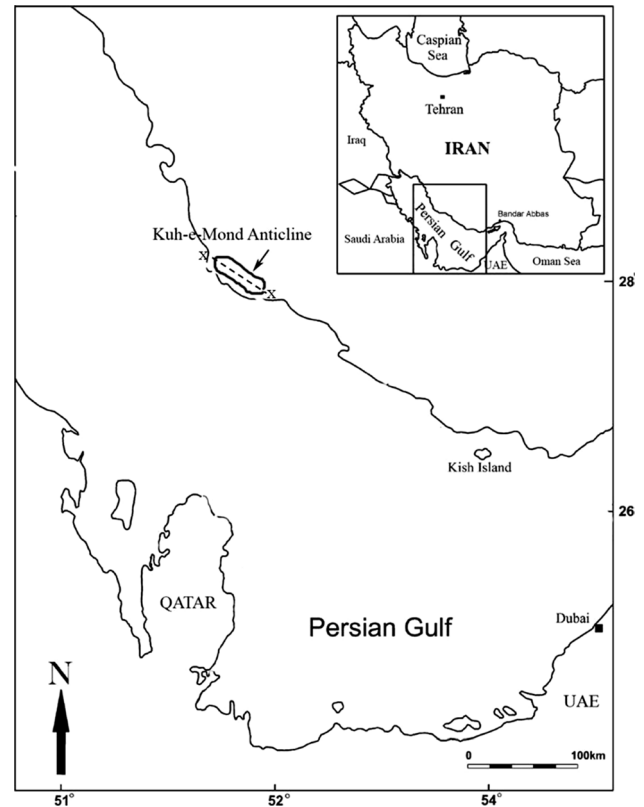 Caspian
Sea
Tehran
Iraq
IRAN
Persian Gulf
Bandar Abbas
Saudi Arabia
UAE
Oman Sea
Kuh-e-Mond Anticline
X
X
28
Kish Island
26
QATAR
Persian Gulf
Dubai
UAE
N
0 100km
51°
52°
54°